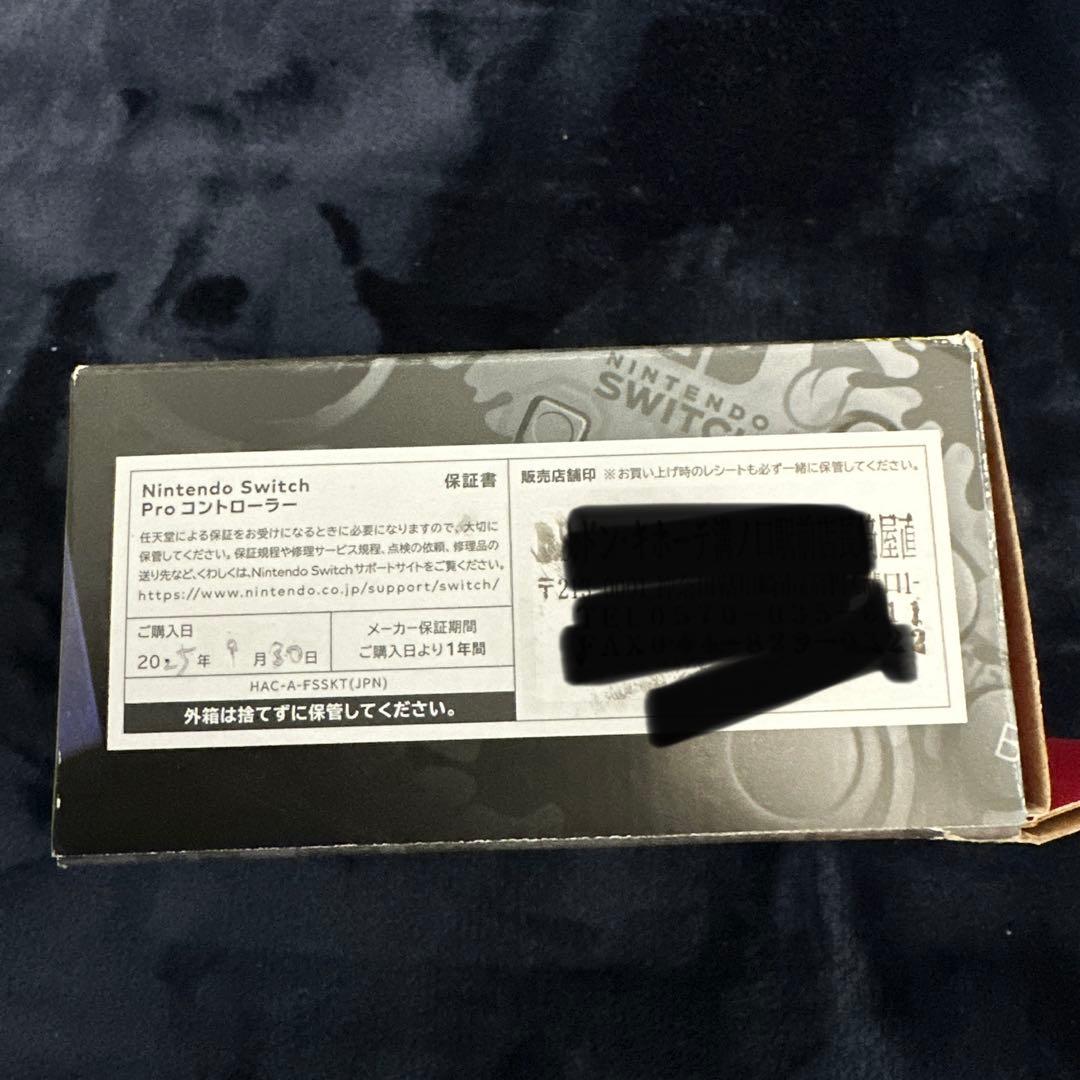 NINTENDO
SWITCH
Nintendo Switch
Pro コントローラー
保証書
任天堂による保証をお受けになるときに必要になりますので、大切に
保管してください。保証規程や修理サービス規程、点検の依頼、修理品の
送り先など、くわしくは、Nintendo Switchサポートサイトをご覧ください。
https://www.nintendo.co.jp/support/switch/
ご購入日
2025年 9月30日
メーカー保証期間
ご購入日より1年間
HAC-A-FSSKT(JPN)
外箱は捨てずに保管してください。
販売店舗印 ※お買い上げ時のレシートも必ず一緒に保管してください。